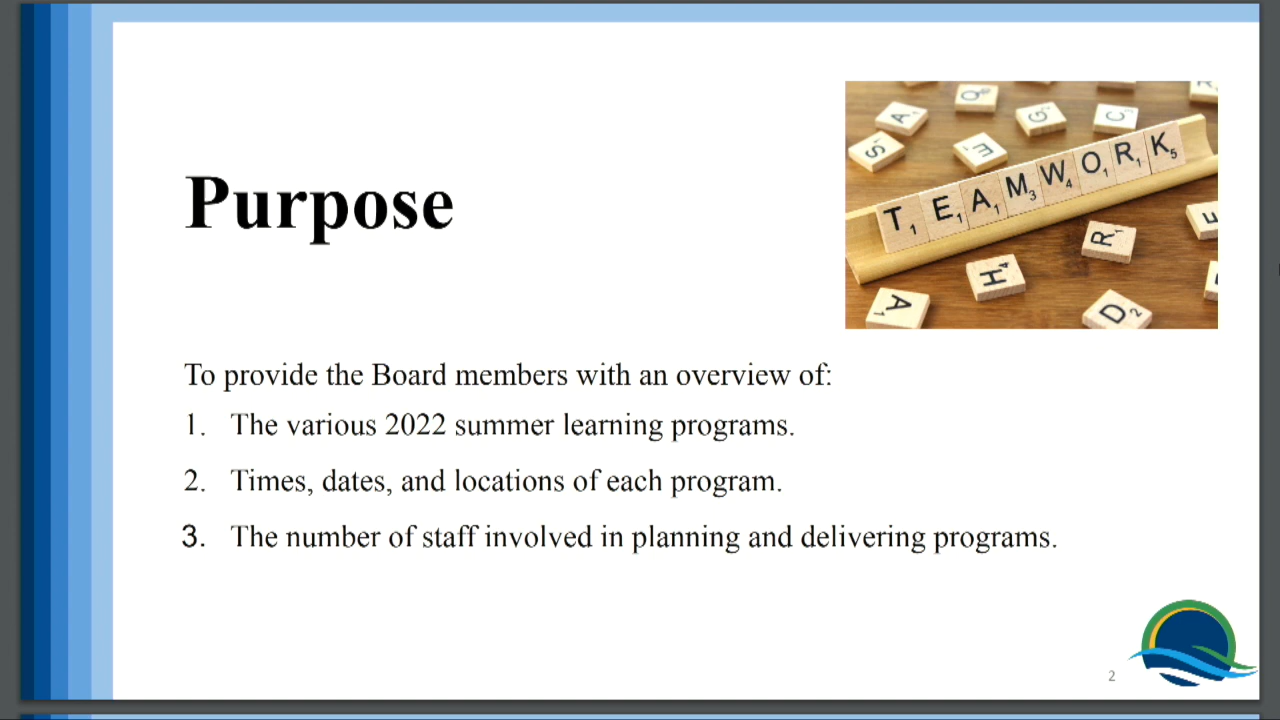 Purpose
TEAMWORK
To provide the Board members with an overview of:
1. The various 2022 summer learning programs.
2. Times, dates, and locations of each program.
3. The number of staff involved in planning and delivering programs.
2